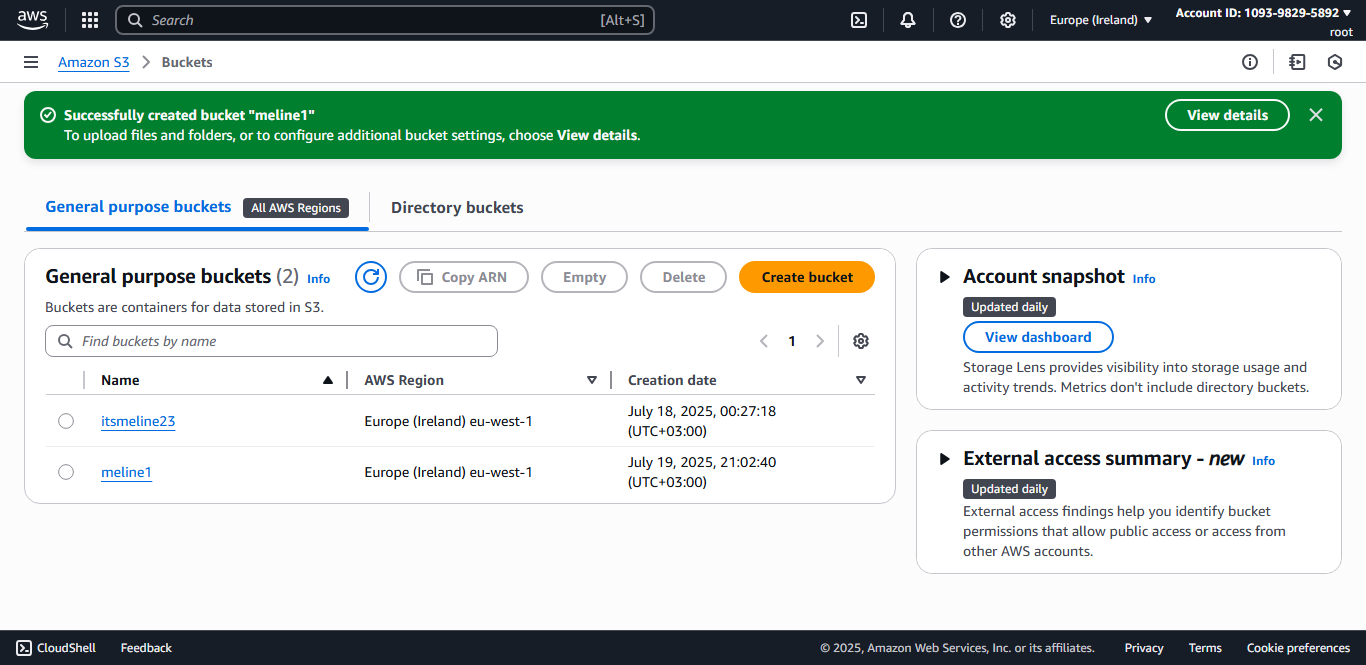 aws
Search [Alt+S]
Europe (Ireland)
Account ID: 1093-9829-5892
root
Amazon S3 Buckets
Successfully created bucket "meline1"
To upload files and folders, or to configure additional bucket settings, choose View details.
View details
General purpose buckets All AWS Regions Directory buckets
General purpose buckets (2) Info
Copy ARN Empty Delete Create bucket
Buckets are containers for data stored in S3.
Find buckets by name
1
Name AWS Region Creation date
itsmeline23 Europe (Ireland) eu-west-1 July 18, 2025, 00:27:18
(UTC+03:00)
meline1 Europe (Ireland) eu-west-1 July 19, 2025, 21:02:40
(UTC+03:00)
Account snapshot Info
Updated daily
View dashboard
Storage Lens provides visibility into storage usage and
activity trends. Metrics don't include directory buckets.
External access summary - new Info
Updated daily
External access findings help you identify bucket
permissions that allow public access or access from
other AWS accounts.
CloudShell Feedback © 2025, Amazon Web Services, Inc. or its affiliates. Privacy Terms Cookie preferences